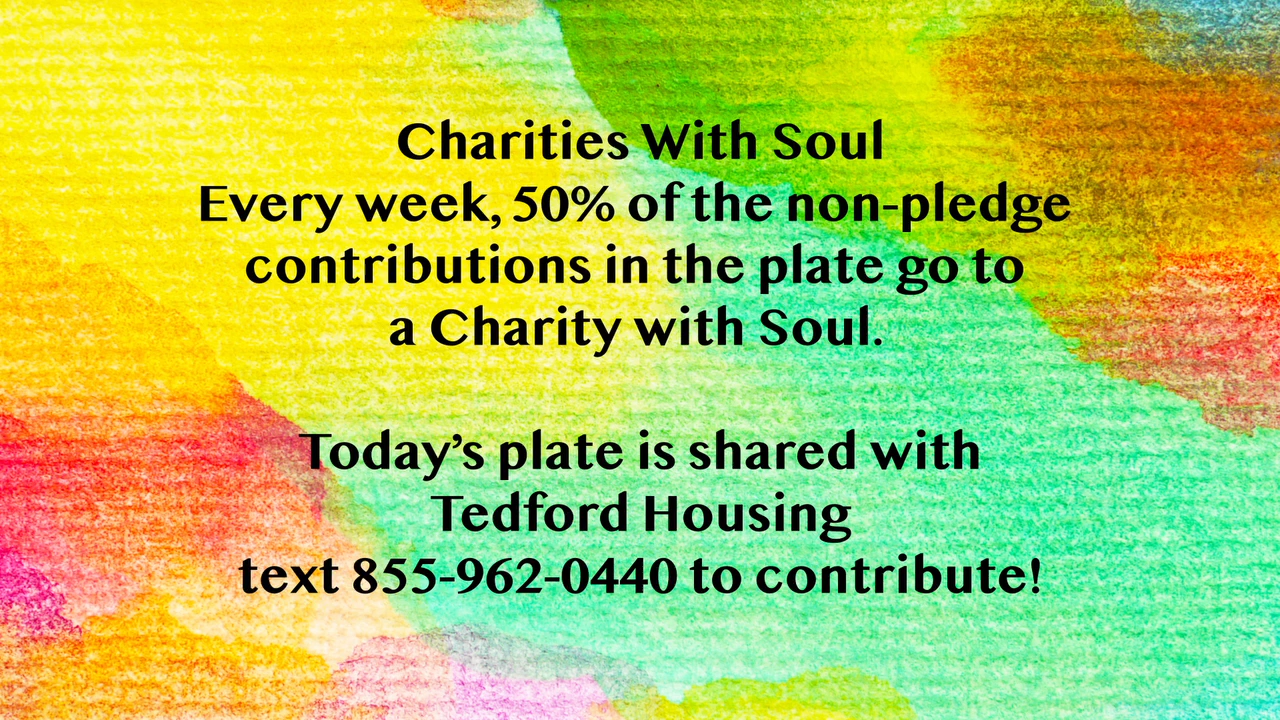 Charities With Soul
Every week, 50% of the non-pledge
contributions in the plate go to
a Charity with Soul.
Today’s plate is shared with
Tedford Housing
text 855-962-0440 to contribute!